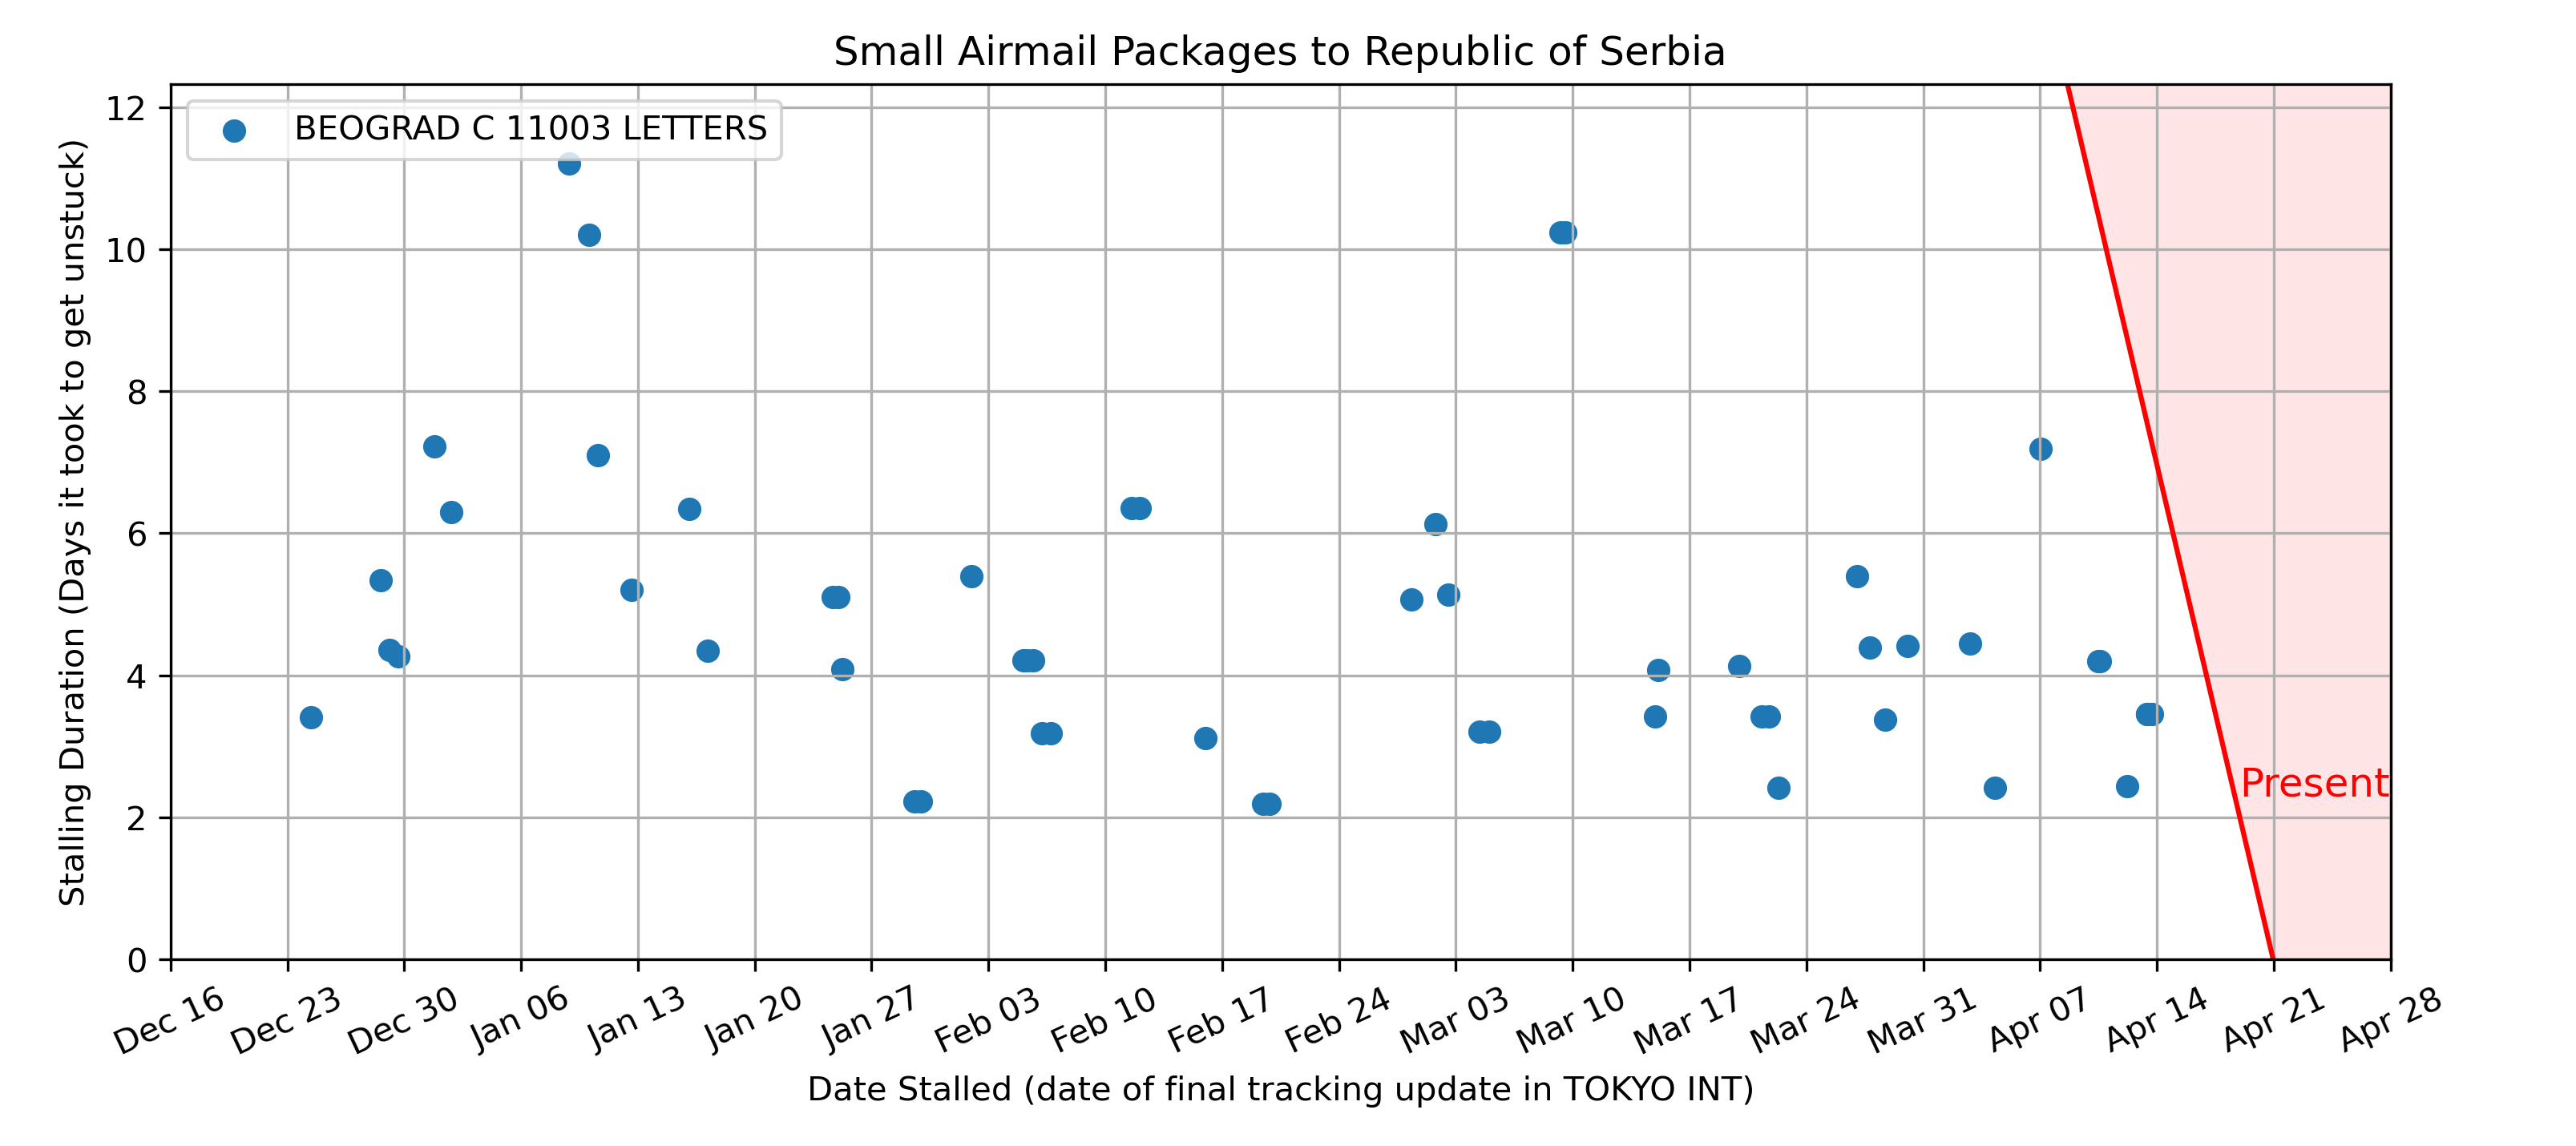 Small Airmail Packages to Republic of Serbia
BEOGRAD C 11003 LETTERS
Stalling Duration (Days it took to get unstuck)
12
10
8
6
4
2
0
Present
Dec 16
Dec 23
Dec 30
Jan 06
Jan 13
Jan 20
Jan 27
Feb 03
Feb 10
Feb 17
Feb 24
Mar 03
Mar 10
Mar 17
Mar 24
Mar 31
Apr 07
Apr 14
Apr 21
Apr 28
Date Stalled (date of final tracking update in TOKYO INT)